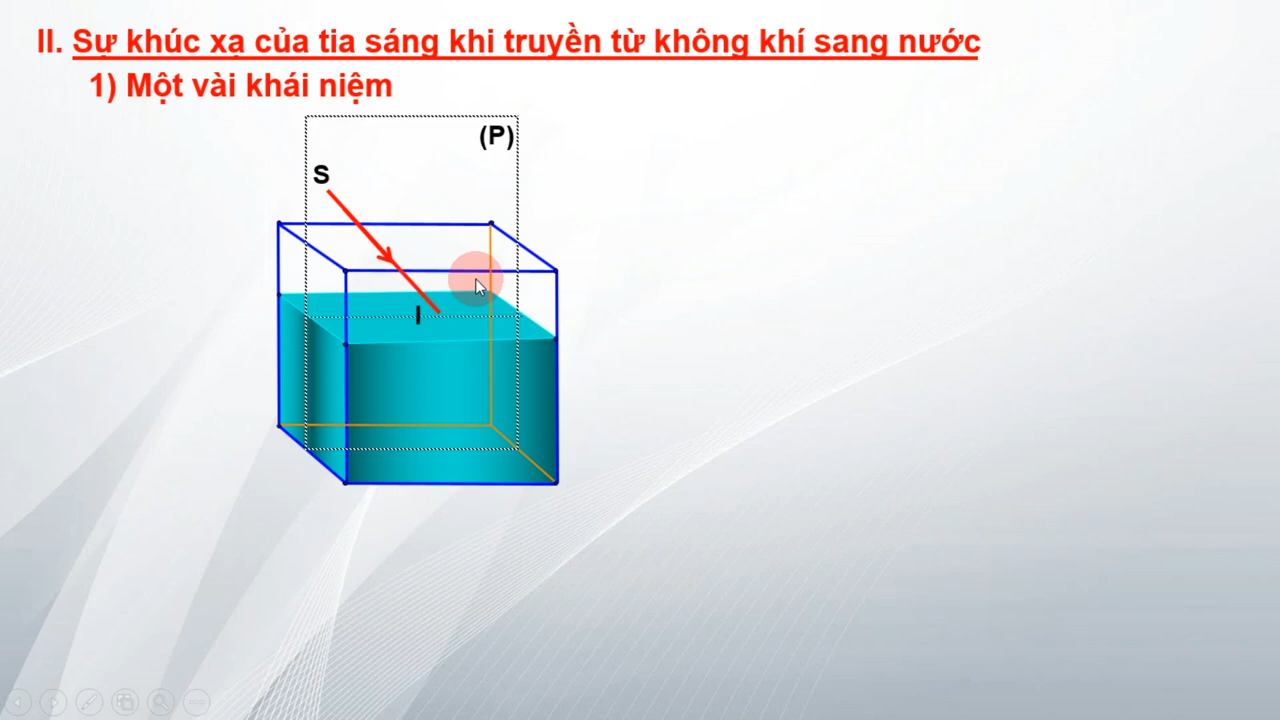 II. Sự khúc xạ của tia sáng khi truyền từ không khí sang nước
1) Một vài khái niệm
(P)
S
I